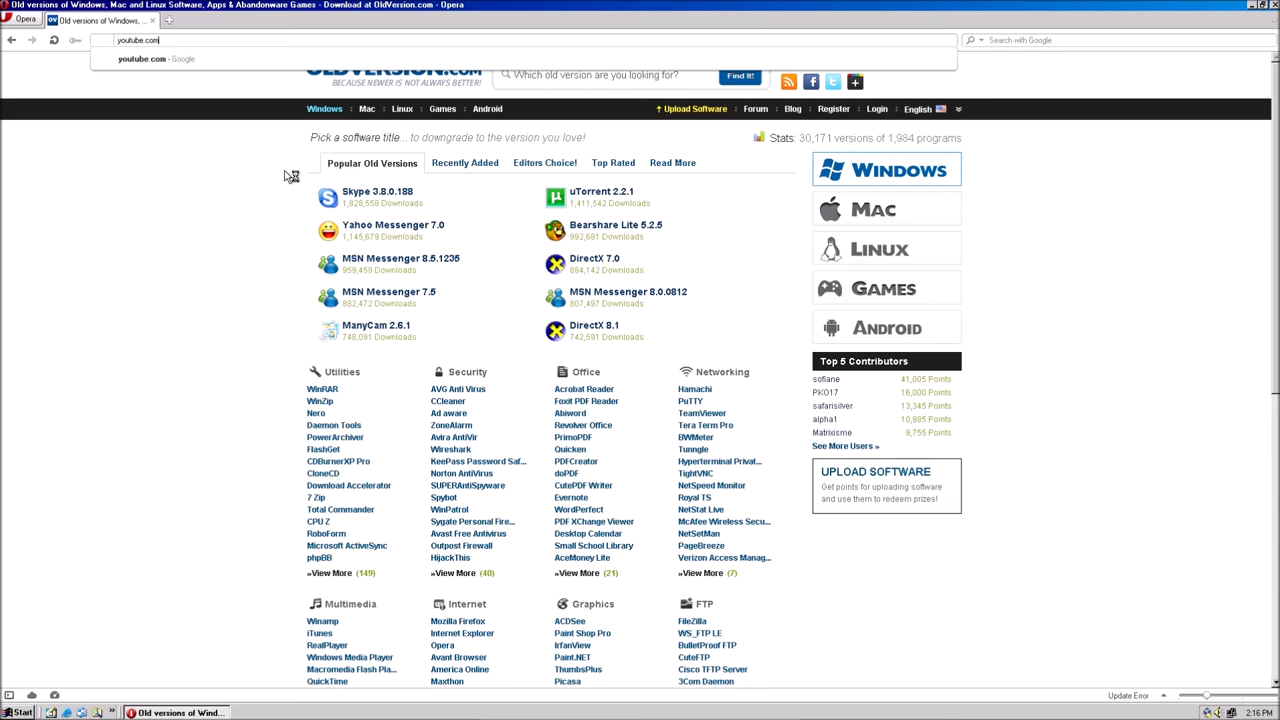 Old versions of Windows, Mac and Linux Software, Apps & Abandonware Games - Download at OldVersion.com - Opera
Opera
OV Old versions of Windows, ...
youtube.com
Search with Google
youtube.com - Google
OLDVERSION.COM
BECAUSE NEWER IS NOT ALWAYS BETTER!
Which old version are you looking for?
Find It!
Windows : Mac : Linux : Games : Android
Upload Software : Forum : Blog : Register : Login : English
Pick a software title... to downgrade to the version you love!
Stats: 30,171 versions of 1,984 programs
Popular Old Versions
Recently Added
Editors Choice!
Top Rated
Read More
Skype 3.8.0.188
1,828,558 Downloads
uTorrent 2.2.1
1,411,542 Downloads
Yahoo Messenger 7.0
1,145,679 Downloads
Bearshare Lite 5.2.5
992,681 Downloads
MSN Messenger 8.5.1235
959,459 Downloads
DirectX 7.0
884,142 Downloads
MSN Messenger 7.5
882,472 Downloads
MSN Messenger 8.0.0812
807,497 Downloads
ManyCam 2.6.1
748,091 Downloads
DirectX 8.1
742,591 Downloads
WINDOWS
MAC
LINUX
GAMES
ANDROID
Top 5 Contributors
sofiane 41,005 Points
PKO17 16,000 Points
safarisilver 13,345 Points
alpha1 10,985 Points
Matrixisme 9,755 Points
See More Users »
UPLOAD SOFTWARE
Get points for uploading software
and use them to redeem prizes!
Utilities
WinRAR
WinZip
Nero
Daemon Tools
PowerArchiver
FlashGet
CDBurnerXP Pro
CloneCD
Download Accelerator
7 Zip
Total Commander
CPU Z
RoboForm
Microsoft ActiveSync
phpBB
»View More (149)
Security
AVG Anti Virus
CCleaner
Ad aware
ZoneAlarm
Avira AntiVir
Wireshark
KeePass Password Saf...
Norton AntiVirus
SUPERAntiSpyware
Spybot
WinPatrol
Sygate Personal Fire...
Avast Free Antivirus
Outpost Firewall
HijackThis
»View More (40)
Office
Acrobat Reader
Foxit PDF Reader
Abiword
Revolver Office
PrimoPDF
Quicken
PDFCreator
doPDF
CutePDF Writer
Evernote
WordPerfect
PDF XChange Viewer
Desktop Calendar
Small School Library
AceMoney Lite
»View More (21)
Networking
Hamachi
PuTTY
TeamViewer
Tera Term Pro
BWMeter
Tunngle
Hyperterminal Privat...
TightVNC
NetSpeed Monitor
Royal TS
NetStat Live
McAfee Wireless Secu...
NetSetMan
PageBreeze
Verizon Access Manag...
»View More (7)
Multimedia
Winamp
iTunes
RealPlayer
Windows Media Player
Macromedia Flash Pla...
QuickTime
Internet
Mozilla Firefox
Internet Explorer
Opera
Avant Browser
America Online
Maxthon
Graphics
ACDSee
Paint Shop Pro
IrfanView
Paint.NET
ThumbsPlus
Picasa
FTP
FileZilla
WS_FTP LE
BulletProof FTP
CuteFTP
Cisco TFTP Server
3Com Daemon
Update Error
Start
Old versions of Wind...
2:16 PM